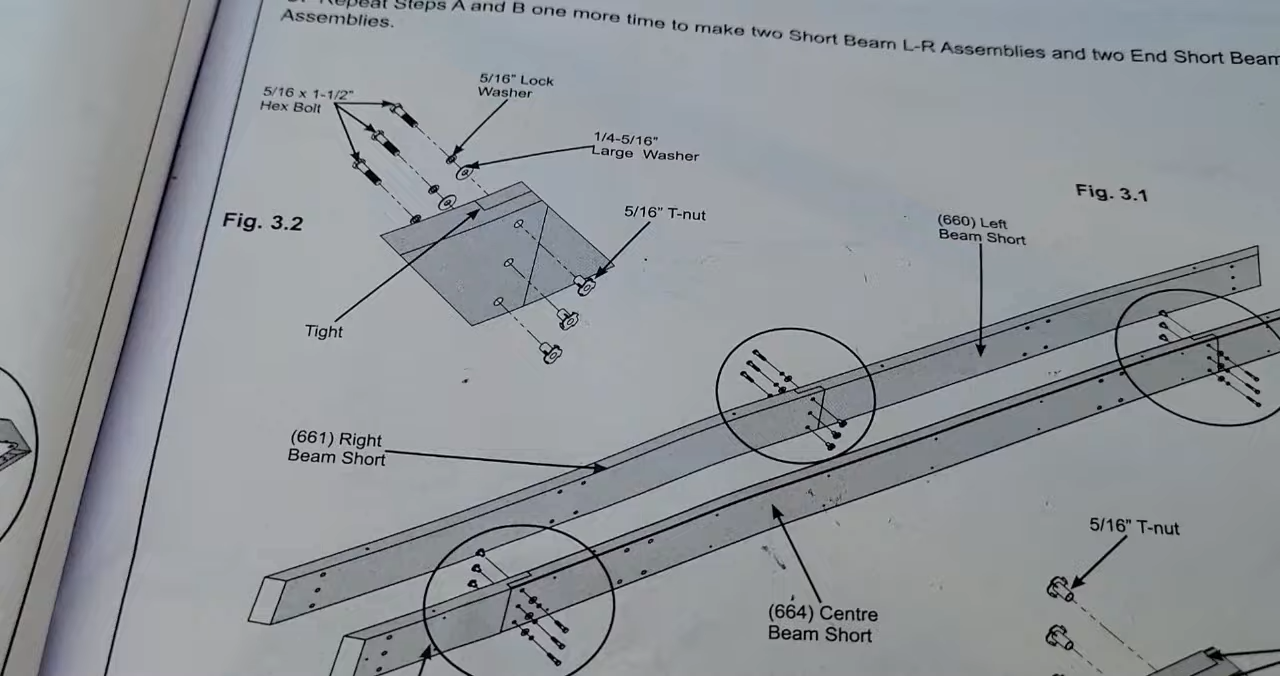 Repeat Steps A and B one more time to make two Short Beam L-R Assemblies and two End Short Beam
Assemblies.
5/16" Lock
Washer
5/16 x 1-1/2"
Hex Bolt
1/4-5/16"
Large Washer
Fig. 3.1
Fig. 3.2
5/16" T-nut
(660) Left
Beam Short
Tight
(661) Right
Beam Short
5/16" T-nut
(664) Centre
Beam Short